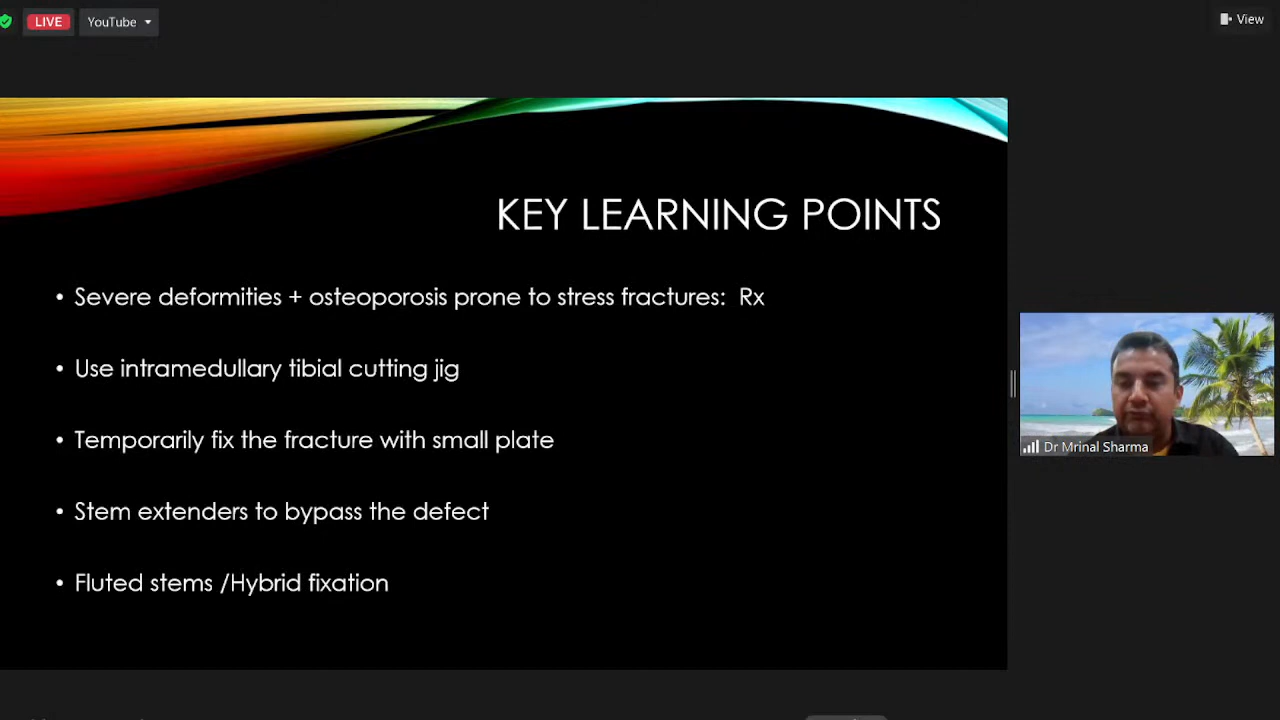 LIVE
YouTube
View
KEY LEARNING POINTS
• Severe deformities + osteoporosis prone to stress fractures: Rx
• Use intramedullary tibial cutting jig
• Temporarily fix the fracture with small plate
• Stem extenders to bypass the defect
• Fluted stems /Hybrid fixation
Dr Mrinal Sharma